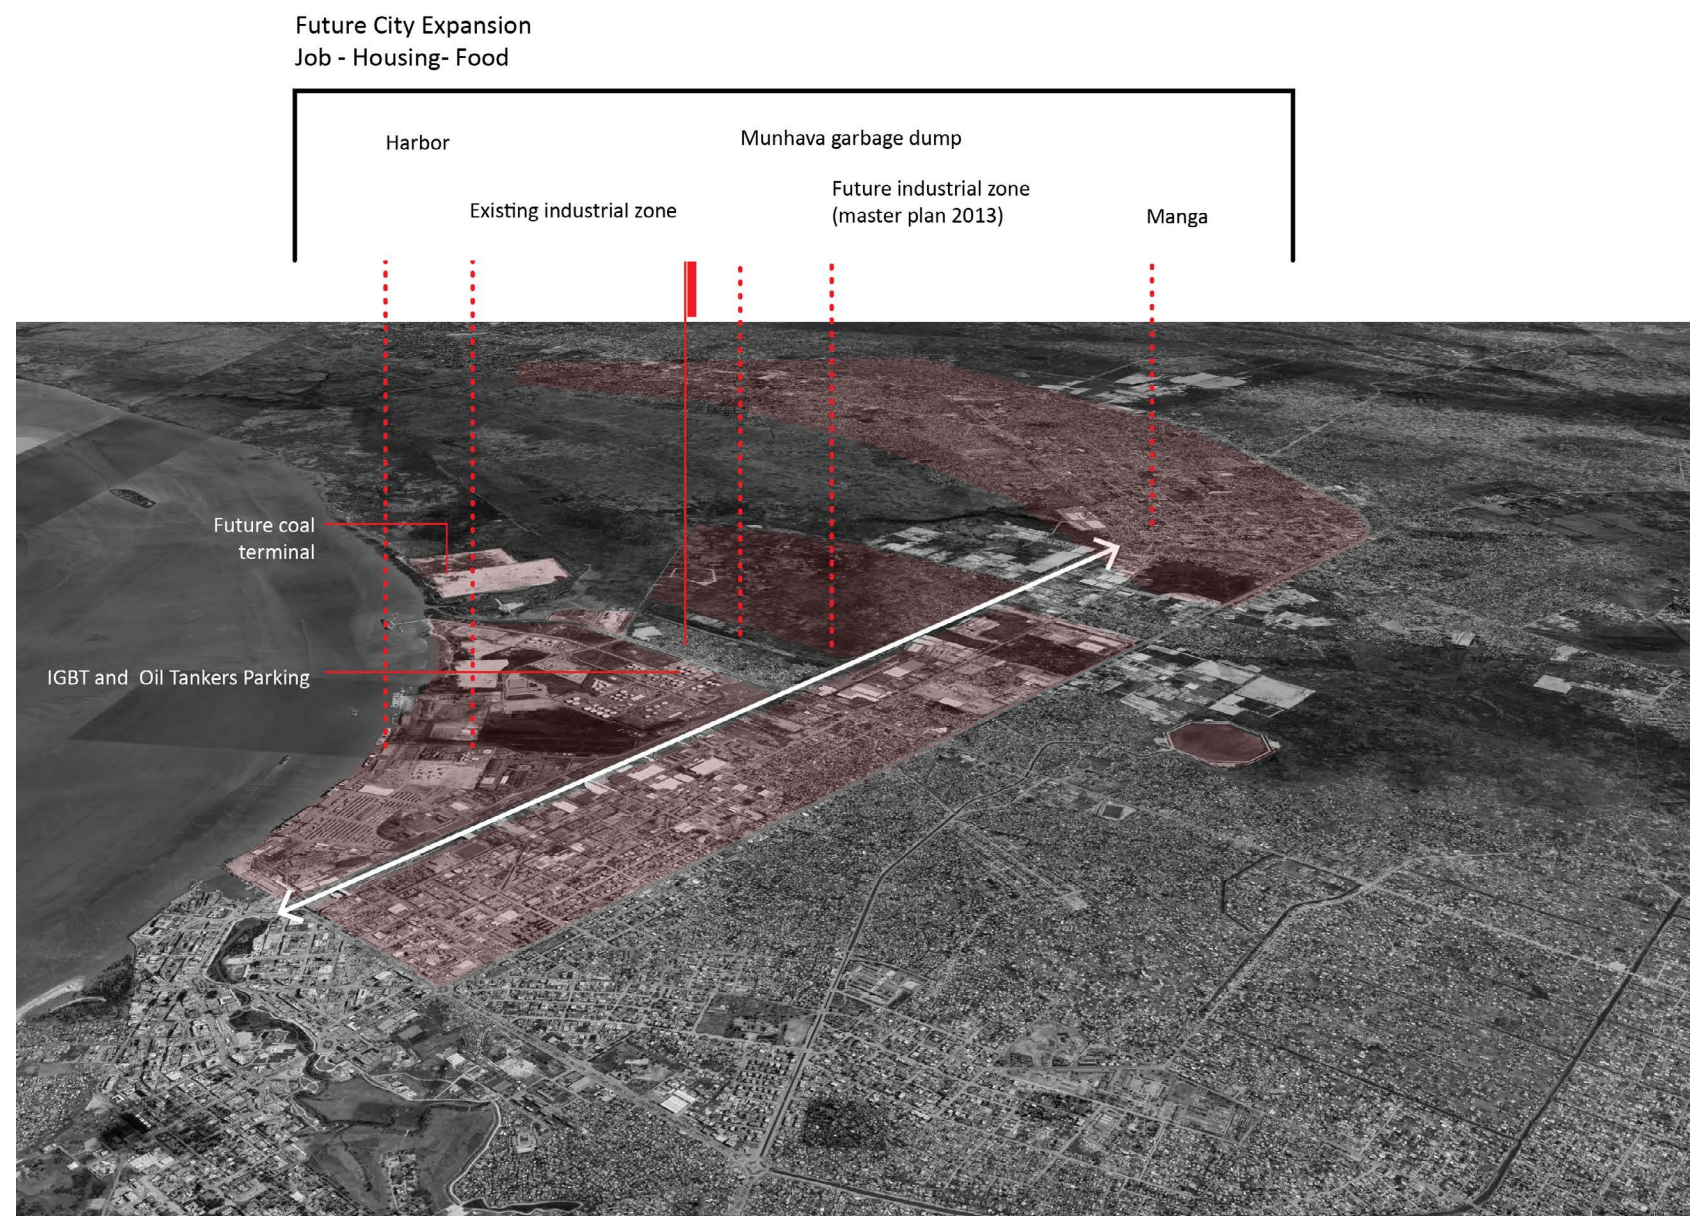 Future City Expansion
Job - Housing- Food
Harbor
Munhava garbage dump
Existing industrial zone
Future industrial zone
(master plan 2013)
Manga
Future coal
terminal
IGBT and  Oil Tankers Parking